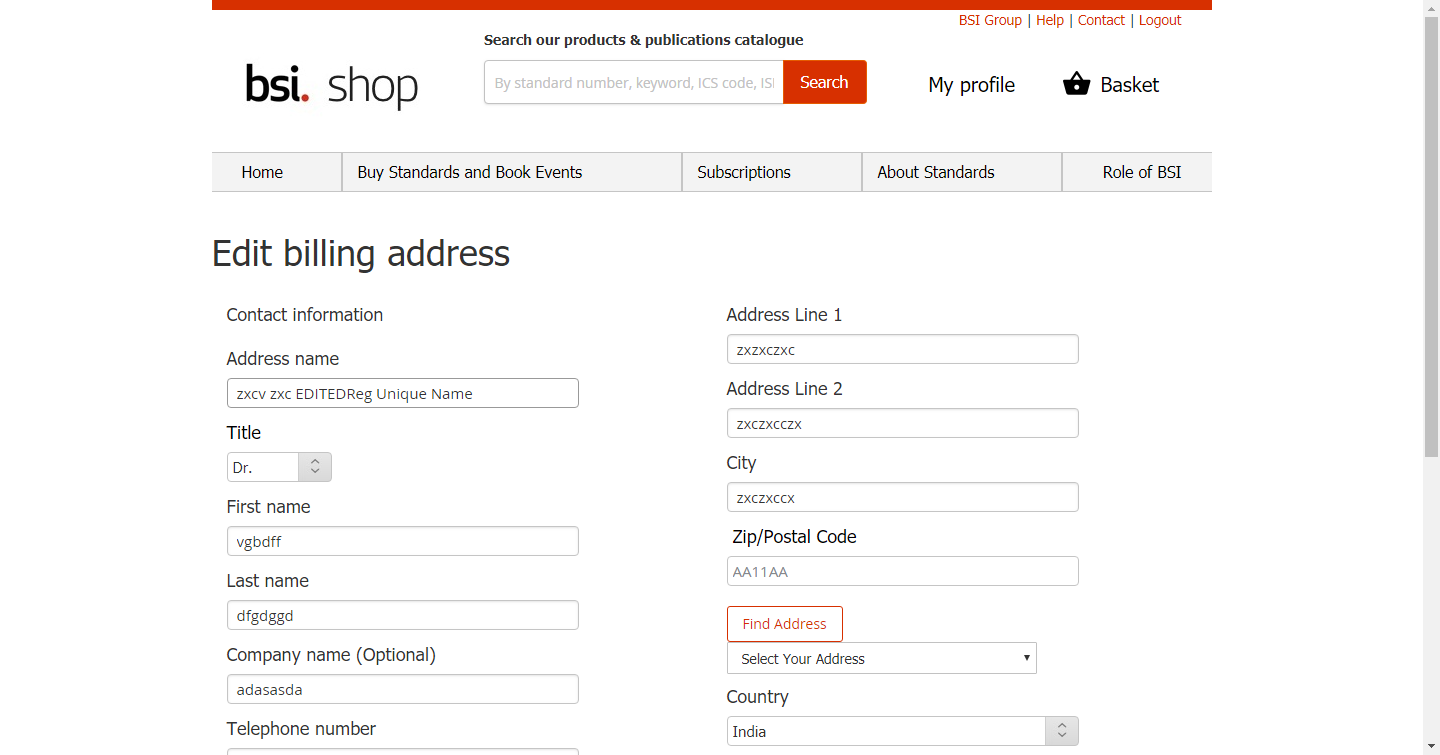 BSI Group | Help | Contact | Logout
Search our products & publications catalogue
bsi. shop
By standard number, keyword, ICS code, ISI
Search
My profile
Basket
Home
Buy Standards and Book Events
Subscriptions
About Standards
Role of BSI
Edit billing address
Contact information
Address name
zxcv zxc EDITEDReg Unique Name
Title
Dr.
First name
vgbdff
Last name
dfgdggd
Company name (Optional)
adasasda
Telephone number
Address Line 1
zxzxczxc
Address Line 2
zxczxcczx
City
zxczxccx
Zip/Postal Code
AA11AA
Find Address
Select Your Address
Country
India